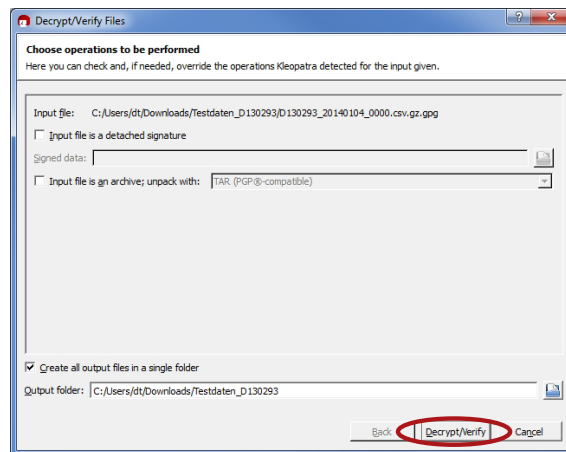 Decrypt/Verify Files
Choose operations to be performed
Here you can check and, if needed, override the operations Kleopatra detected for the input given.
Input file: C:/Users/dt/Downloads/Testdaten_D130293/D130293_20140104_0000.csv.gz.gpg
Input file is a detached signature
Signed data:
Input file is an archive; unpack with: TAR (PGP®-compatible)
Create all output files in a single folder
Output folder: C:/Users/dt/Downloads/Testdaten_D130293
Back Decrypt/Verify Cancel